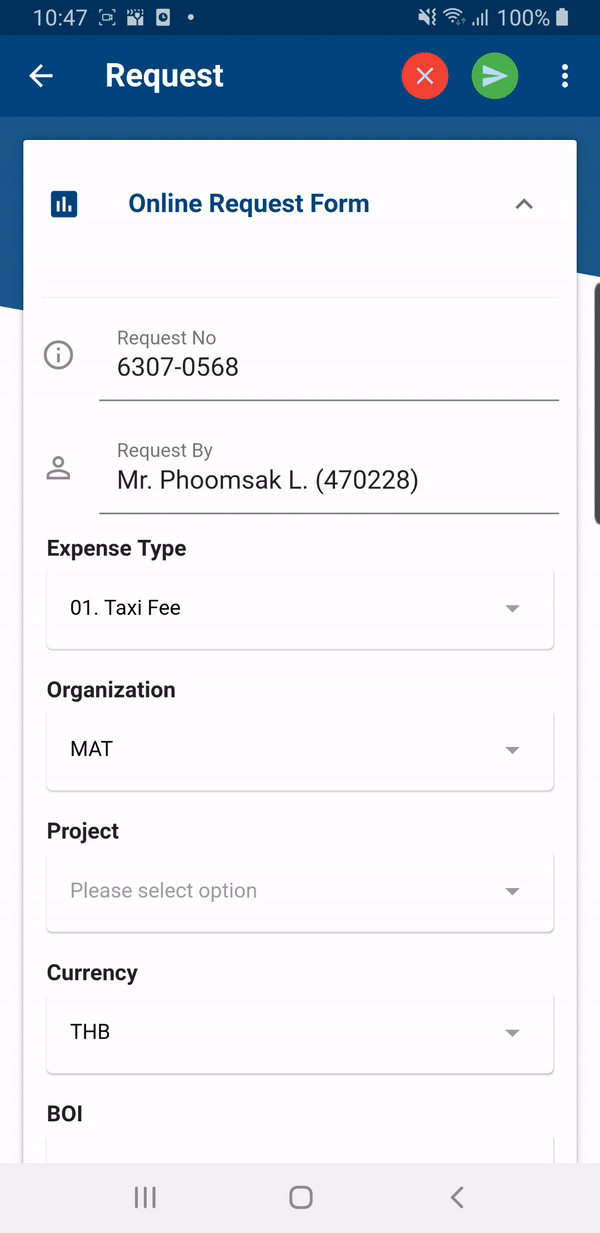 10:47
100%
Request
Online Request Form
Request No
6307-0568
Request By
Mr. Phoomsak L. (470228)
Expense Type
01. Taxi Fee
Organization
MAT
Project
Please select option
Currency
THB
BOI